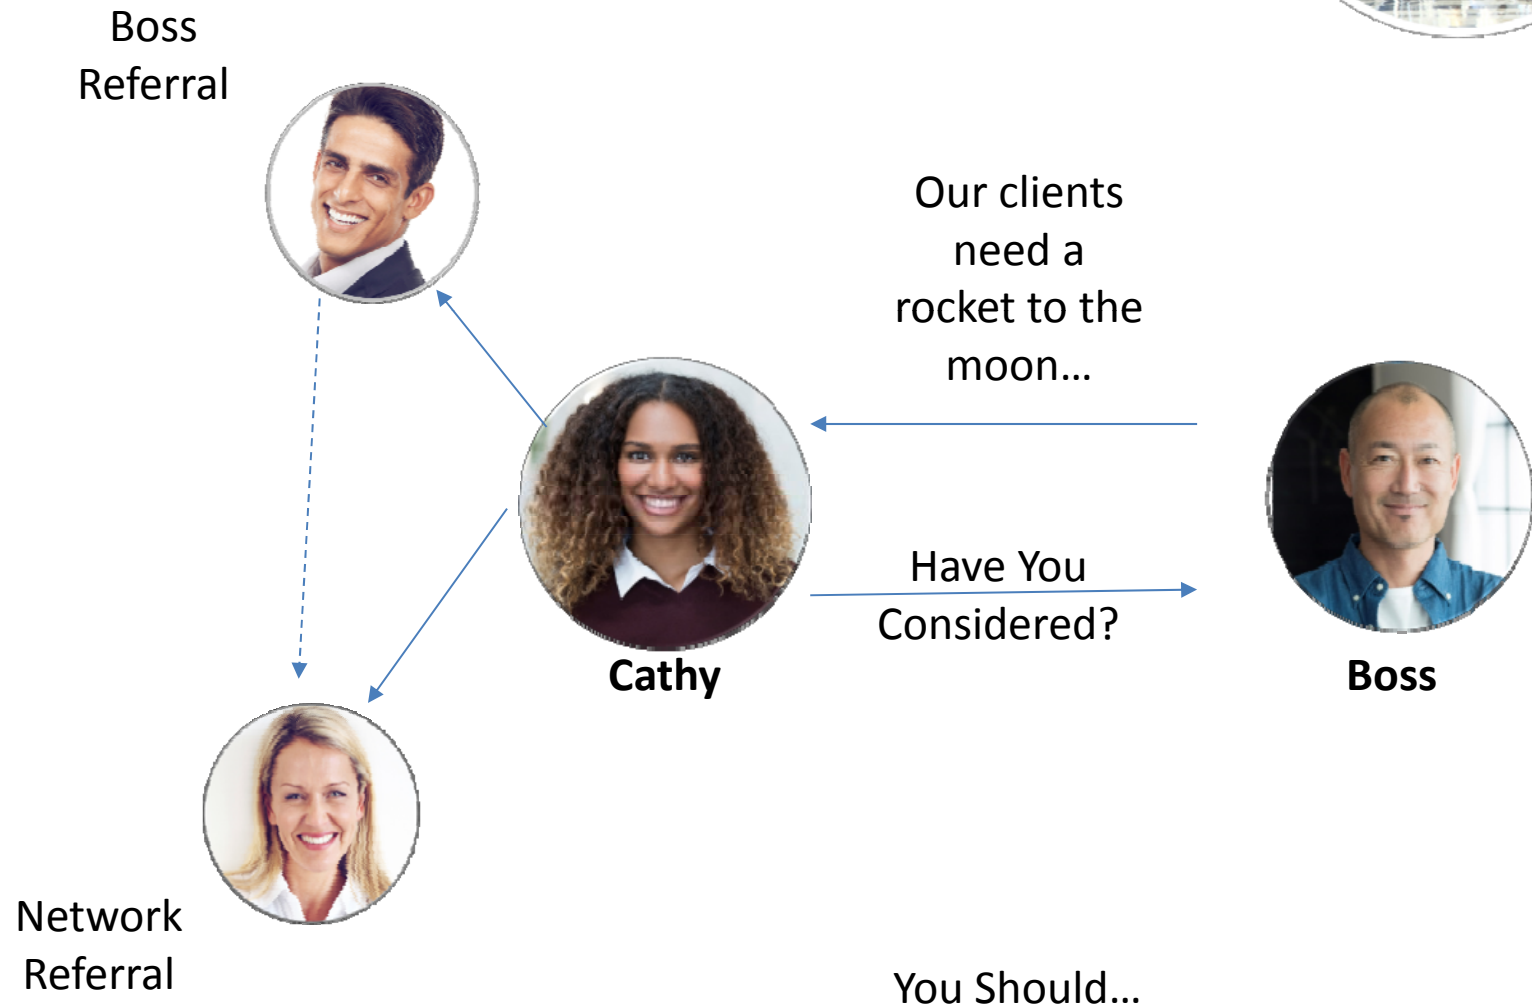 Boss
Referral
Our clients
need a
rocket to the
moon…
Have You
Considered?
Cathy
Boss
Network
Referral
You Should…